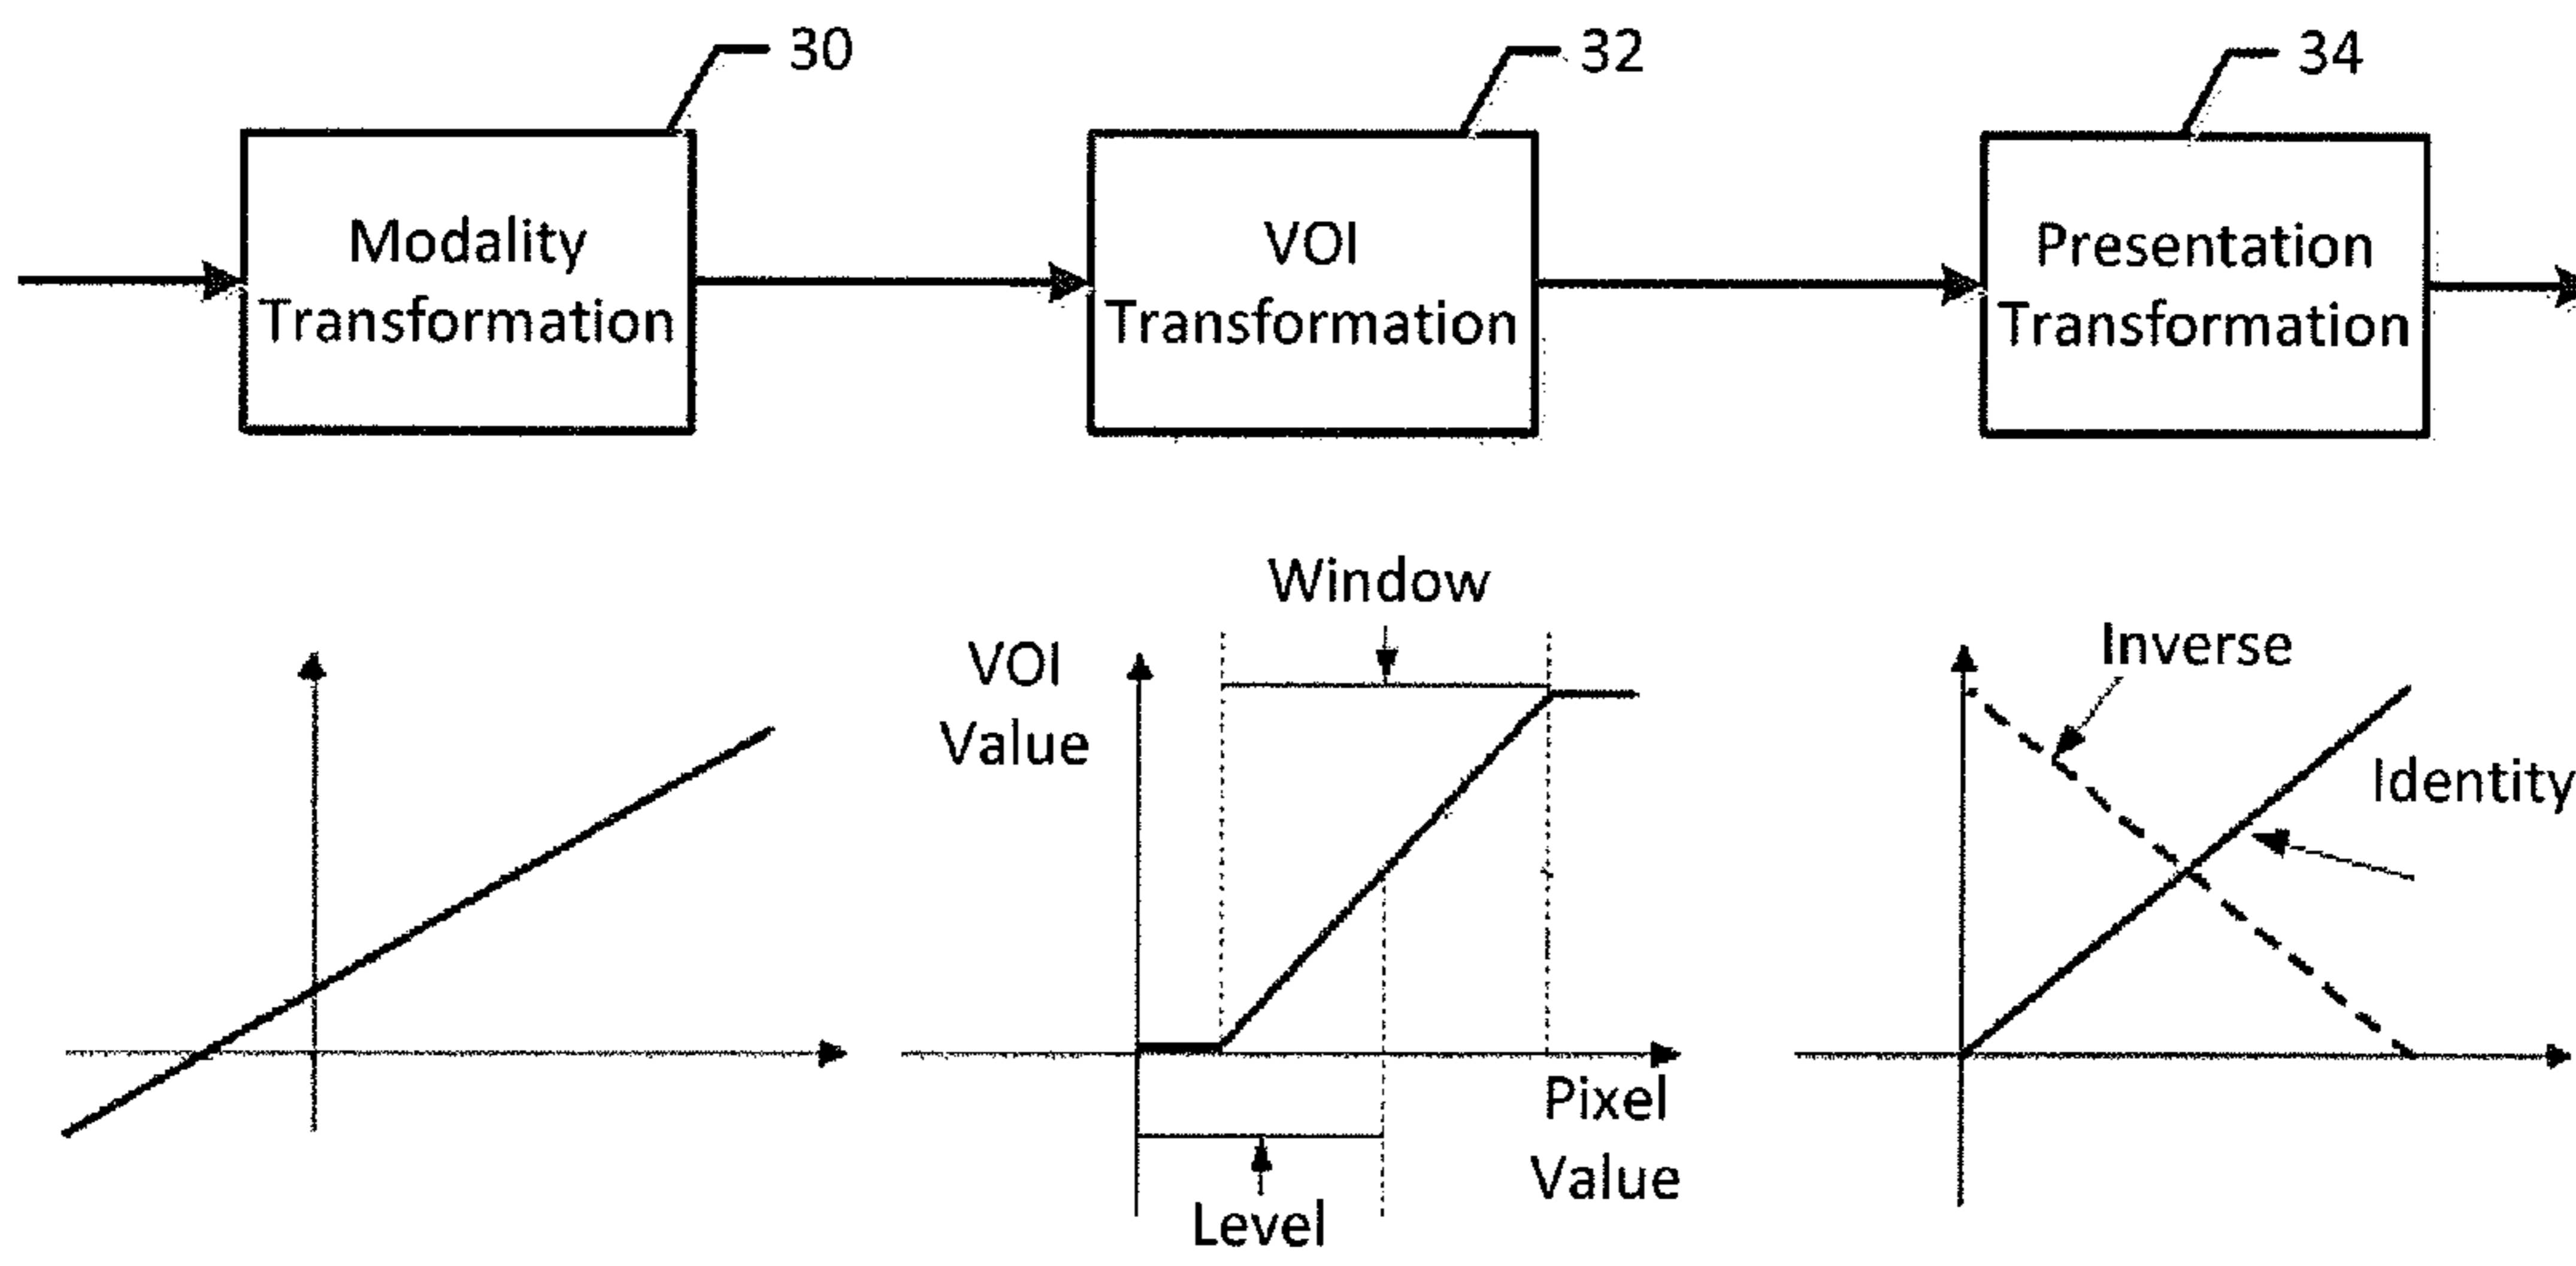 30
32
34
Modality
Transformation
VOI
Transformation
Presentation
Transformation
Window
VOI
Value
Pixel
Value
Level
Inverse
Identity